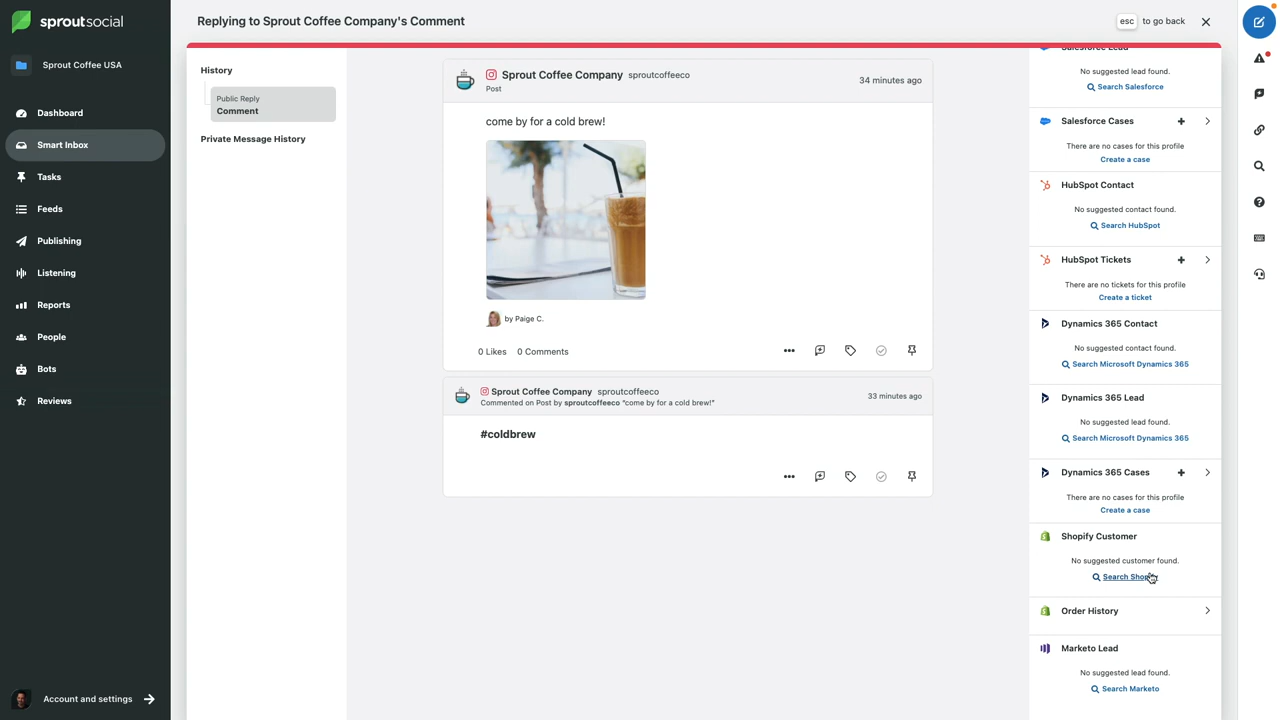 sproutsocial
Sprout Coffee USA
Dashboard
Smart Inbox
Tasks
Feeds
Publishing
Listening
Reports
People
Bots
Reviews
Account and settings
Replying to Sprout Coffee Company's Comment
esc to go back
History
Public Reply
Comment
Private Message History
Sprout Coffee Company sproutcoffeeco
Post
34 minutes ago
come by for a cold brew!
by Paige C.
0 Likes 0 Comments
Sprout Coffee Company sproutcoffeeco
Commented on Post by sproutcoffeeco "come by for a cold brew!"
33 minutes ago
#coldbrew
Salesforce Lead
No suggested lead found.
Search Salesforce
Salesforce Cases
There are no cases for this profile
Create a case
HubSpot Contact
No suggested contact found.
Search HubSpot
HubSpot Tickets
There are no tickets for this profile
Create a ticket
Dynamics 365 Contact
No suggested contact found.
Search Microsoft Dynamics 365
Dynamics 365 Lead
No suggested lead found.
Search Microsoft Dynamics 365
Dynamics 365 Cases
There are no cases for this profile
Create a case
Shopify Customer
No suggested customer found.
Search
Order History
Marketo Lead
No suggested lead found.
Search Marketo